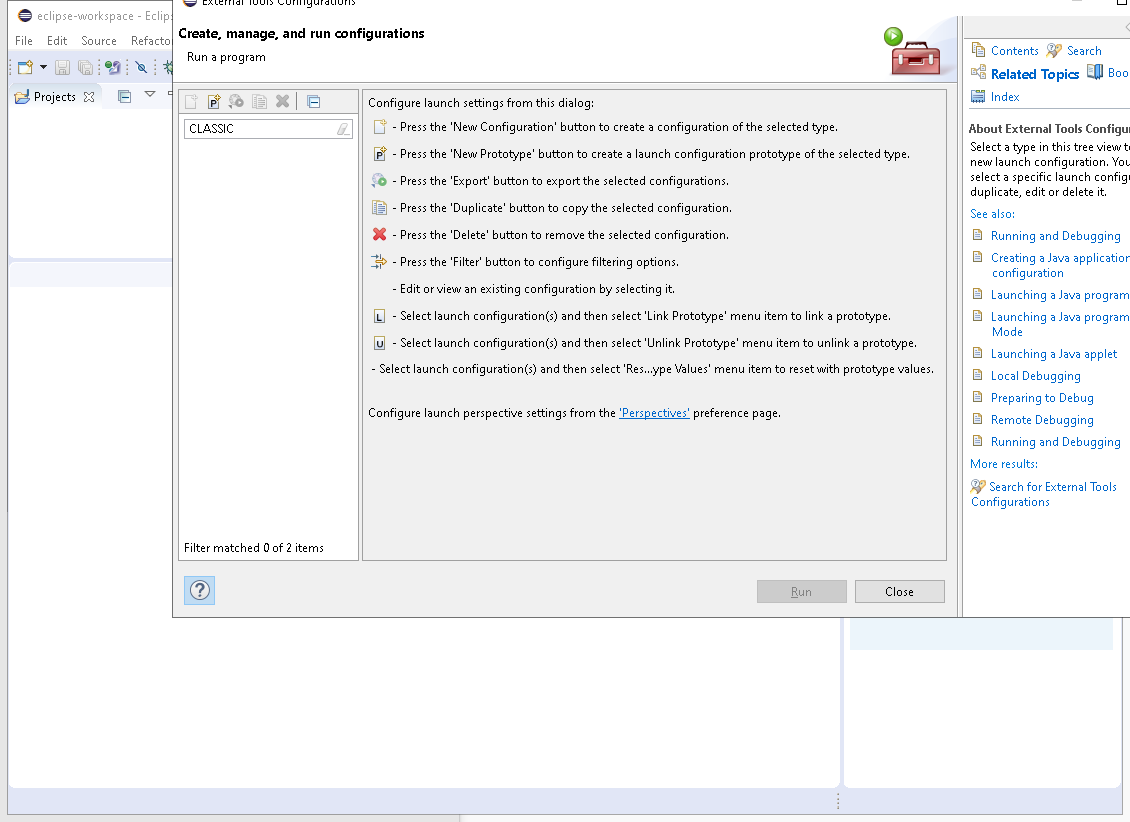 eclipse-workspace - Eclips
External Tools Configurations
File Edit Source Refacto
Create, manage, and run configurations
Run a program
Projects
CLASSIC
Filter matched 0 of 2 items
Configure launch settings from this dialog:
- Press the 'New Configuration' button to create a configuration of the selected type.
P - Press the 'New Prototype' button to create a launch configuration prototype of the selected type.
- Press the 'Export' button to export the selected configurations.
- Press the 'Duplicate' button to copy the selected configuration.
- Press the 'Delete' button to remove the selected configuration.
- Press the 'Filter' button to configure filtering options.
- Edit or view an existing configuration by selecting it.
L - Select launch configuration(s) and then select 'Link Prototype' menu item to link a prototype.
U - Select launch configuration(s) and then select 'Unlink Prototype' menu item to unlink a prototype.
- Select launch configuration(s) and then select 'Res...ype Values' menu item to reset with prototype values.
Configure launch perspective settings from the 'Perspectives' preference page.
?
Run Close
Contents Search
Related Topics Boo
Index
About External Tools Configur
Select a type in this tree view to
new launch configuration. You
select a specific launch configu
duplicate, edit or delete it.
See also:
Running and Debugging
Creating a Java application
configuration
Launching a Java program
Launching a Java program
Mode
Launching a Java applet
Local Debugging
Preparing to Debug
Remote Debugging
Running and Debugging
More results:
Search for External Tools
Configurations